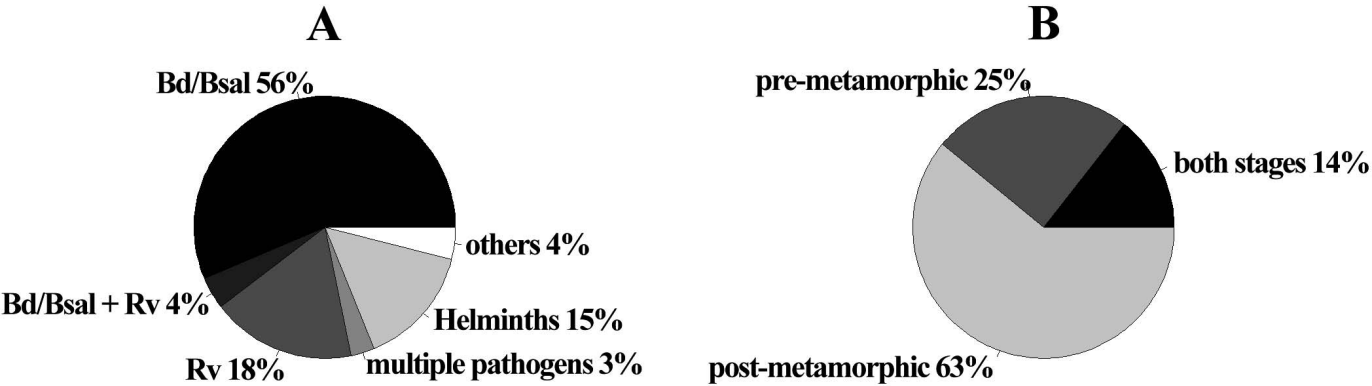 A
Bd/Bsal 56%
others 4%
Bd/Bsal + Rv 4%
Helminths 15%
Rv 18%
multiple pathogens 3%
B
pre-metamorphic 25%
both stages 14%
post-metamorphic 63%